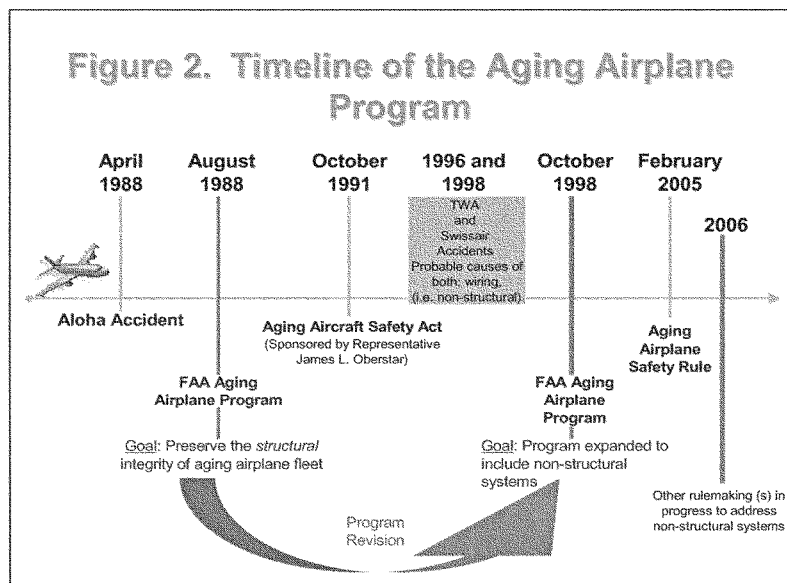 Figure 2. Timeline of the Aging Airplane
Program
April
1988
August
1988
October
1991
1996 and
1998
October
1998
February
2005
2006
TWA
and
Swissair
Accidents
Probable causes of
both: wiring,
(i.e. non-structural)
Aloha Accident
Aging Aircraft Safety Act
(Sponsored by Representative
James L. Oberstar)
Aging
Airplane
Safety Rule
FAA Aging
Airplane Program
FAA Aging
Airplane
Program
Goal: Preserve the structural
integrity of aging airplane fleet
Goal: Program expanded to
include non-structural
systems
Other rulemaking (s) in
progress to address
non-structural systems
Program
Revision